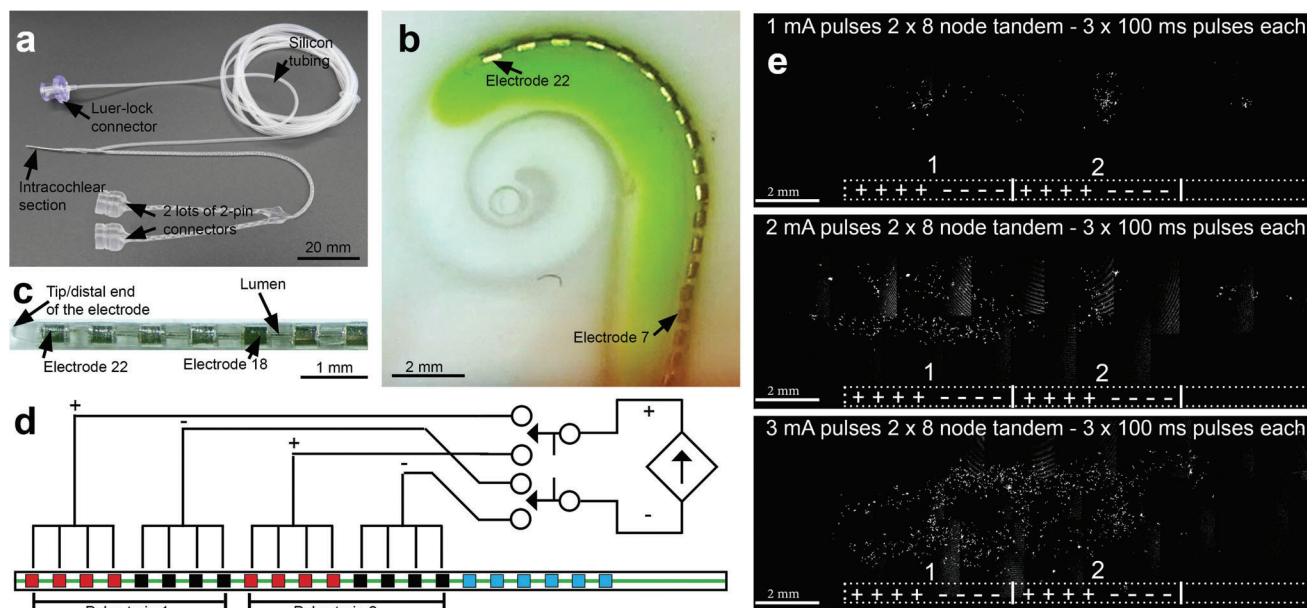 a
Silicon
tubing
Luer-lock
connector
Intracochlear
section
2 lots of 2-pin
connectors
20 mm
b
Electrode 22
Electrode 7
2 mm
c
Tip/distal end
of the electrode
Lumen
Electrode 22
Electrode 18
1 mm
d
+
-
+
-
+
-
e
1 mA pulses 2 x 8 node tandem - 3 x 100 ms pulses each
1 2
2 mm
+ + + + - - - - + + + + - - - -
2 mA pulses 2 x 8 node tandem - 3 x 100 ms pulses each
1 2
2 mm
+ + + + - - - - + + + + - - - -
3 mA pulses 2 x 8 node tandem - 3 x 100 ms pulses each
1 2
2 mm
+ + + + - - - - + + + + - - - -